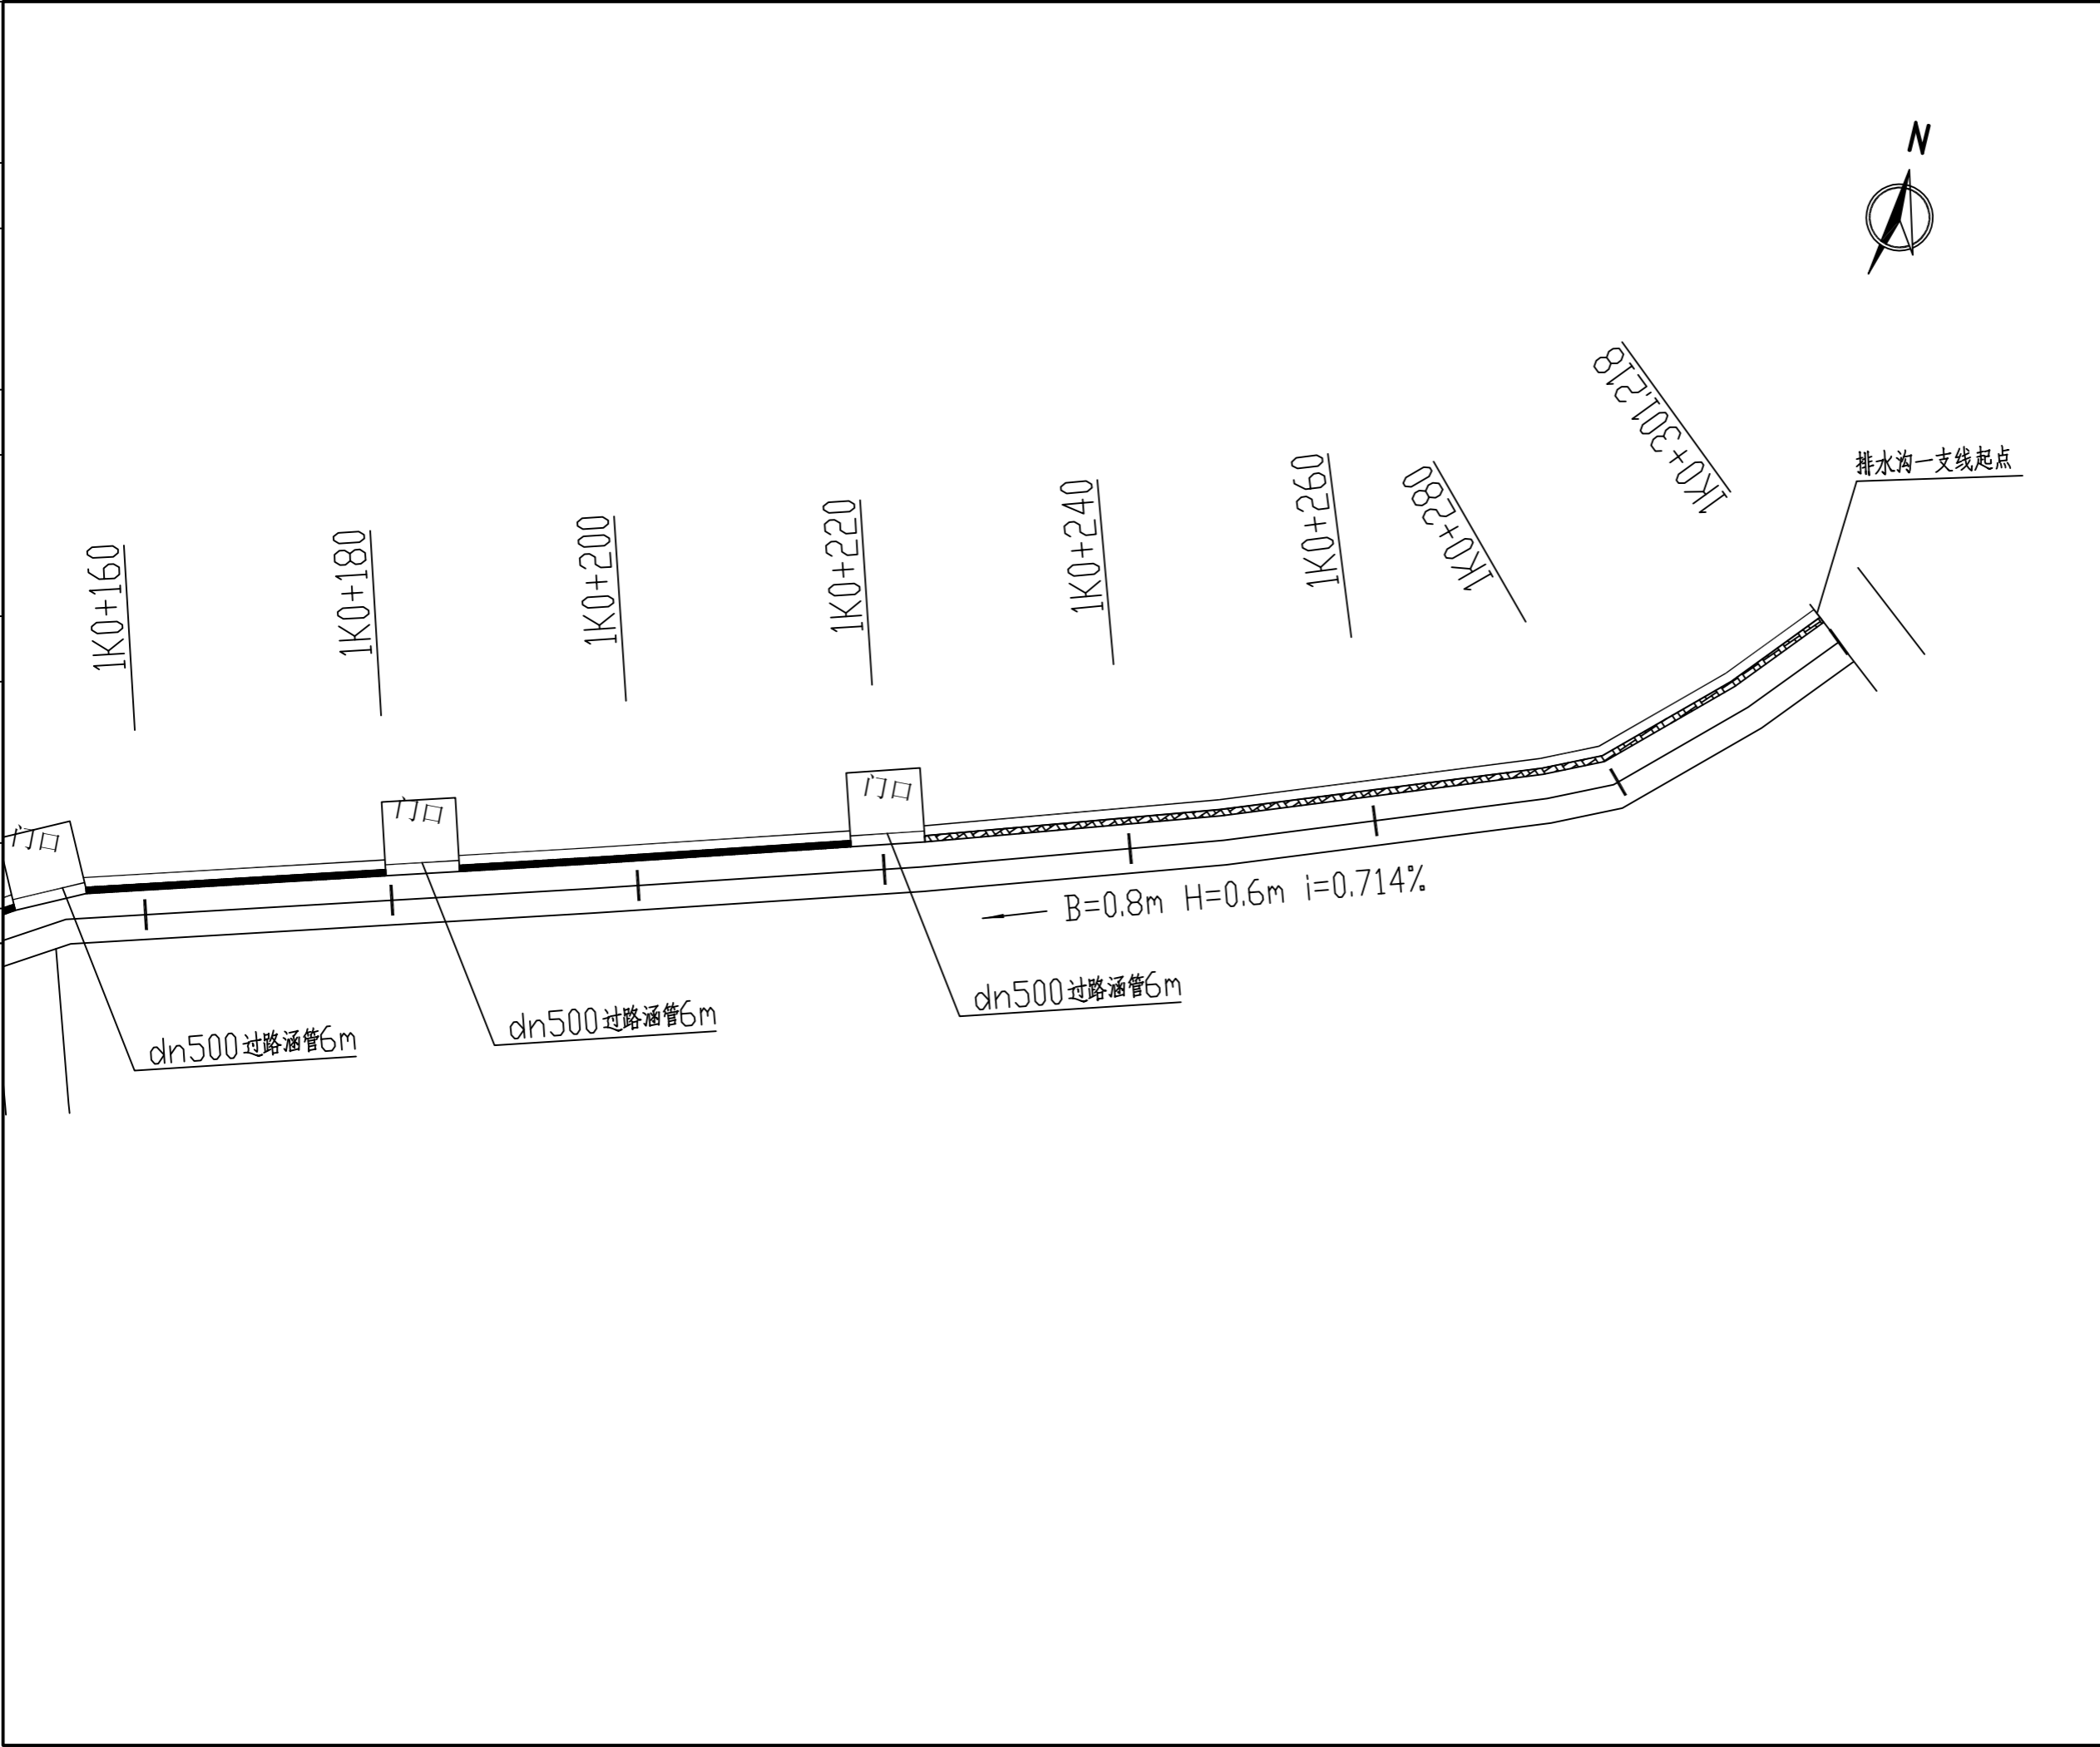 N
1K0+160
1K0+180
1K0+200
1K0+220
1K0+240
1K0+260
1K0+280
1K0+301.218
排水沟一支线起点
门口
门口
门口
B=0.8m H=0.6m i=0.714%
dn500过路涵管6m
dn500过路涵管6m
dn500过路涵管6m